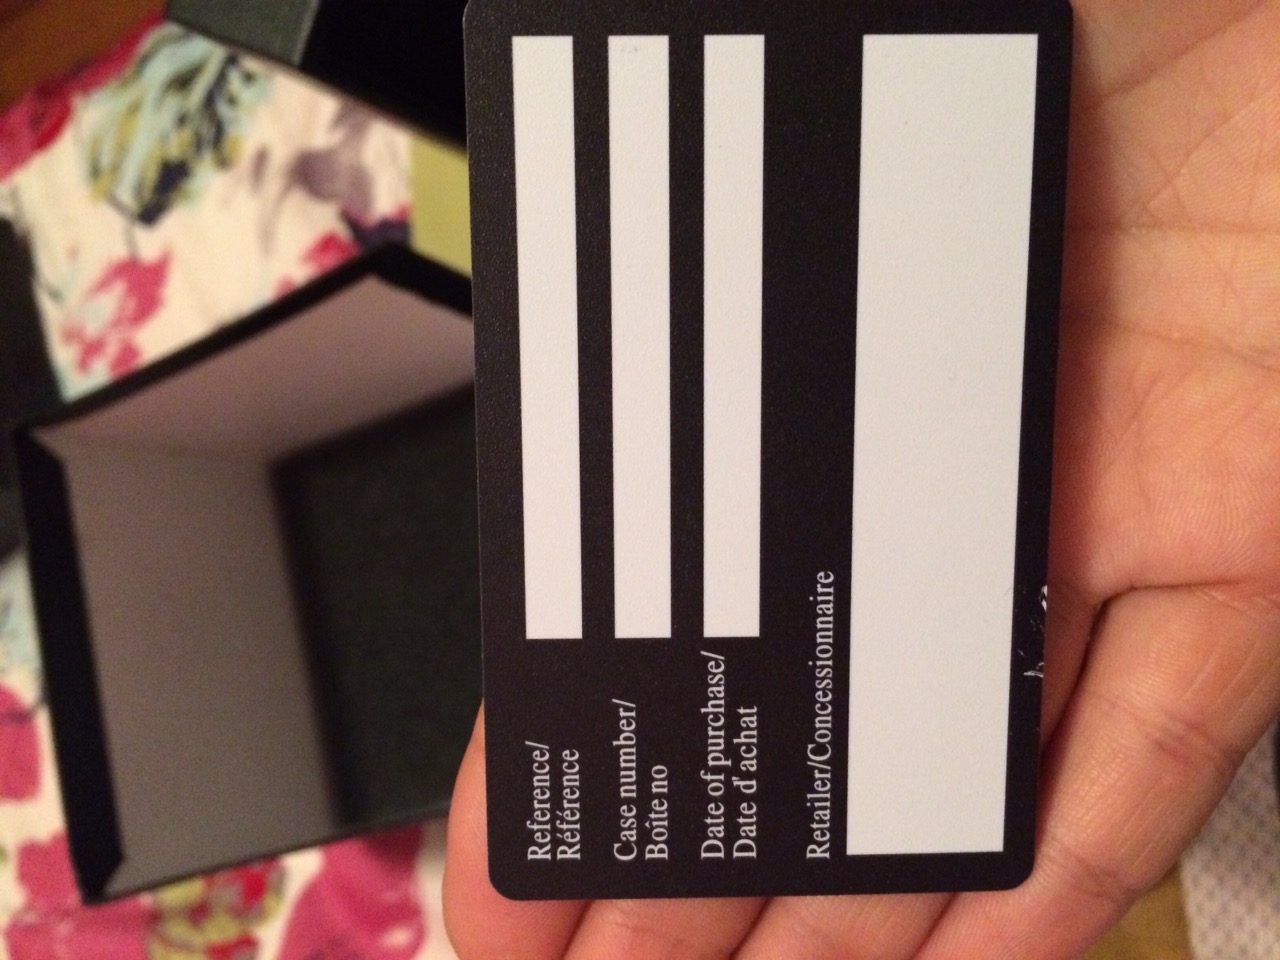 Reference/
Référence
Case number/
Boîte no
Date of purchase/
Date d'achat
Retailer/Concessionnaire